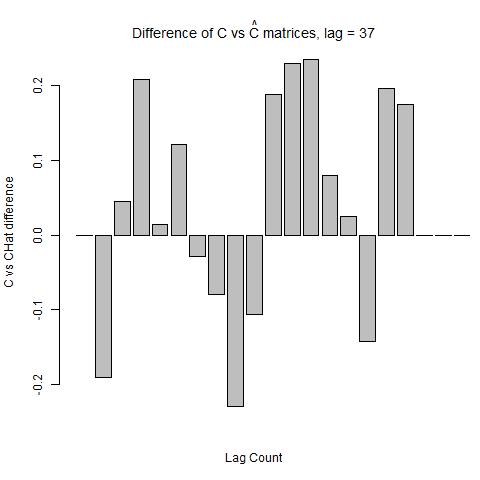 Difference of C vs Ĉ matrices, lag = 37
0.2
0.1
0.0
-0.1
-0.2
C vs CHat difference
Lag Count